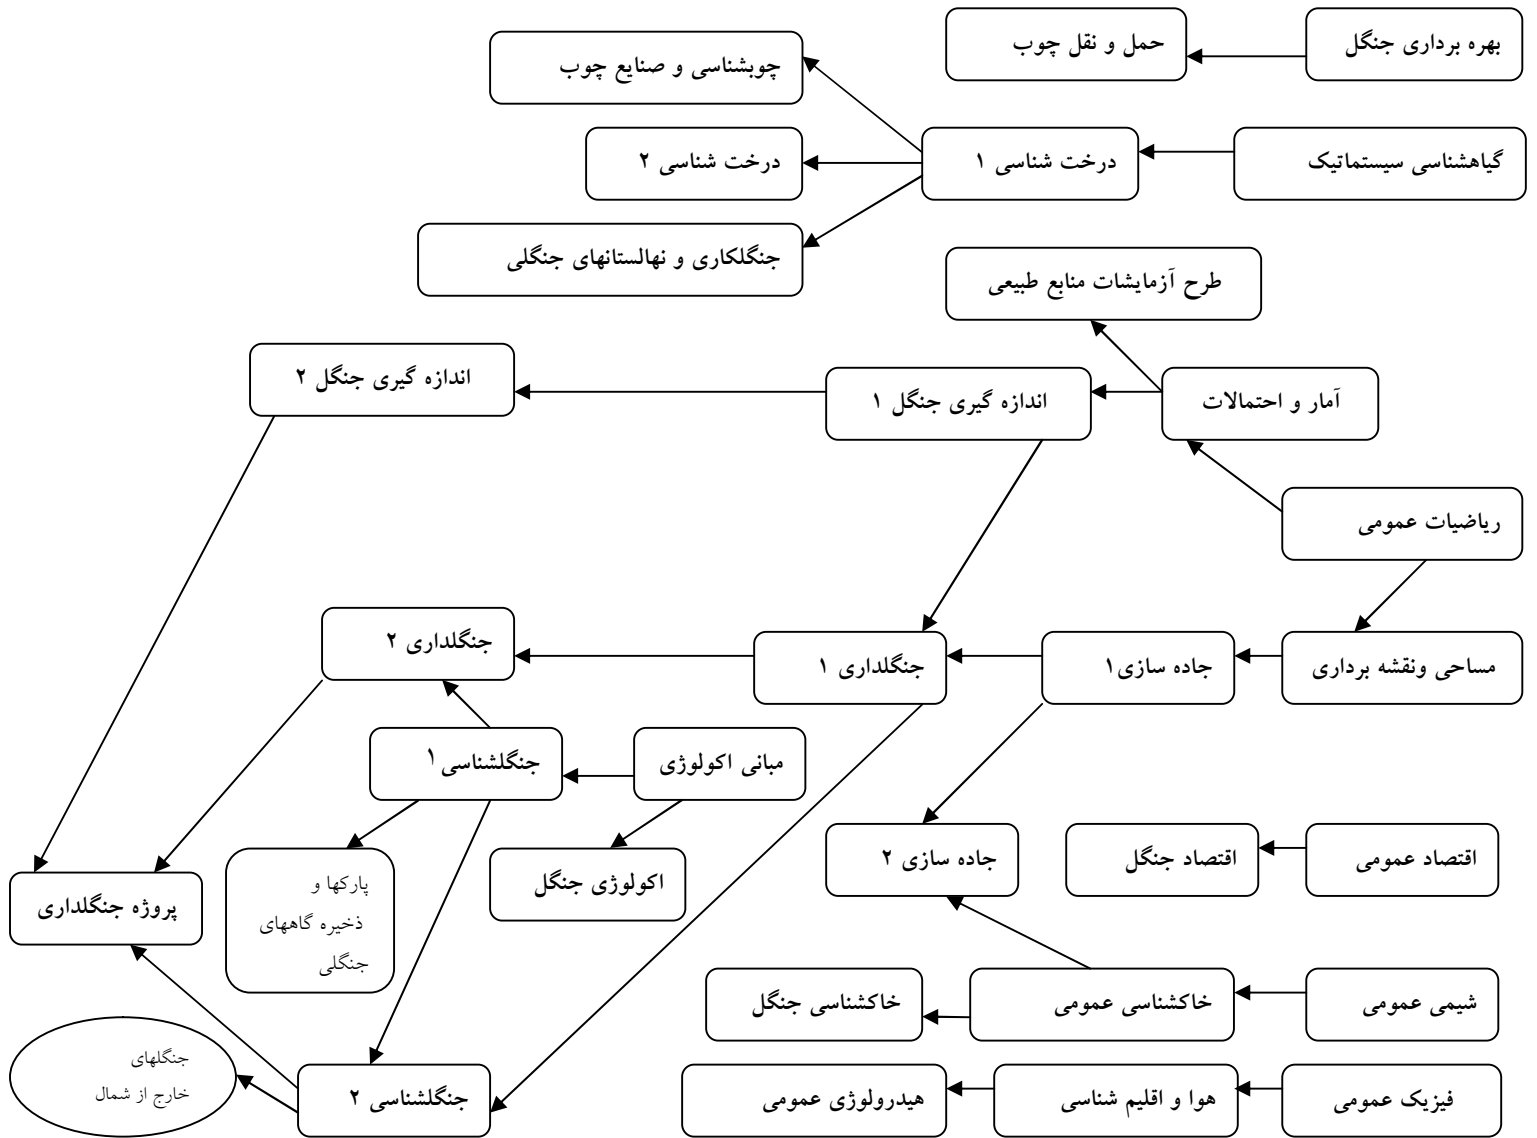 بهره برداری جنگل
حمل و نقل چوب
چوبشناسی و صنایع چوب
گیاهشناسی سیستماتیک
درخت شناسی ۱
درخت شناسی ۲
جنگلکاری و نهالستانهای جنگلی
طرح آزمایشات منابع طبیعی
آمار و احتمالات
اندازه گیری جنگل ۱
اندازه گیری جنگل ۲
ریاضیات عمومی
مساحی ونقشه برداری
جاده سازی۱
جنگلداری ۱
جنگلداری ۲
مبانی اکولوژی
جنگلشناسی۱
اقتصاد عمومی
اقتصاد جنگل
جاده سازی ۲
اکولوژی جنگل
پارکها و
ذخیره گاههای
جنگلی
پروژه جنگلداری
شیمی عمومی
خاکشناسی عمومی
خاکشناسی جنگل
فیزیک عمومی
هوا و اقلیم شناسی
هیدرولوژی عمومی
جنگلشناسی ۲
جنگلهای
خارج از شمال